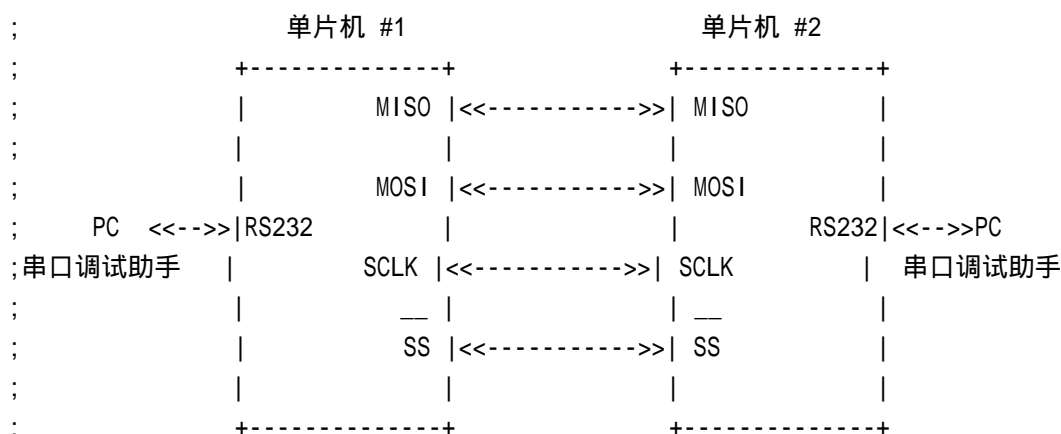 ;                          单片机 #1                          单片机 #2
;                     +--------------+                     +--------------+
;                     |         MISO |<<----------->>| MISO         |
;                     |              |                     |              |
;                     |         MOSI |<<----------->>| MOSI         |
;      PC  <<-->>|RS232         |                     |         RS232|<<-->>PC
;串口调试助手   |         SCLK |<<----------->>| SCLK         |   串口调试助手
;                     |           __ |                     | __           |
;                     |           SS |<<----------->>| SS           |
;                     |              |                     |              |
;                     +--------------+                     +--------------+